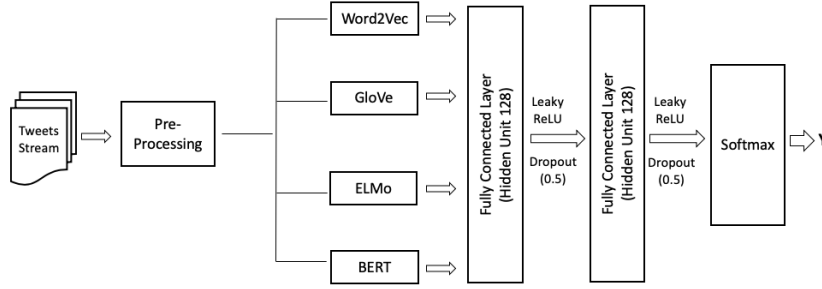 Tweets
Stream
Pre-
Processing
Word2Vec
GloVe
ELMo
BERT
Fully Connected Layer
(Hidden Unit 128)
Leaky
ReLU
Dropout
(0.5)
Fully Connected Layer
(Hidden Unit 128)
Leaky
ReLU
Dropout
(0.5)
Softmax